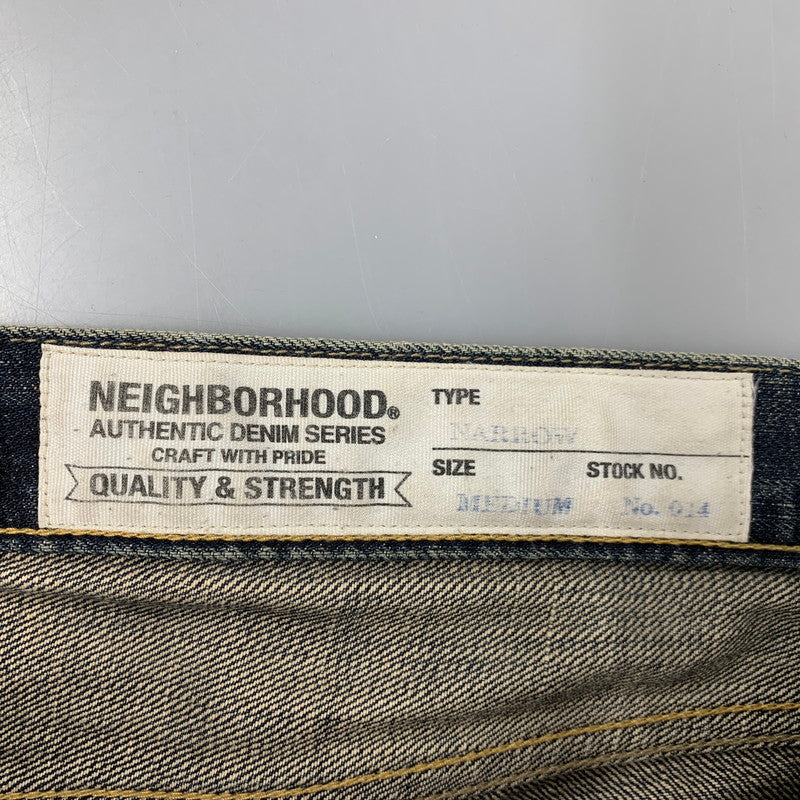 NEIGHBORHOOD®
AUTHENTIC DENIM SERIES
CRAFT WITH PRIDE
QUALITY & STRENGTH
TYPE
NARROW
SIZE
MEDIUM
STOCK NO.
No. 014